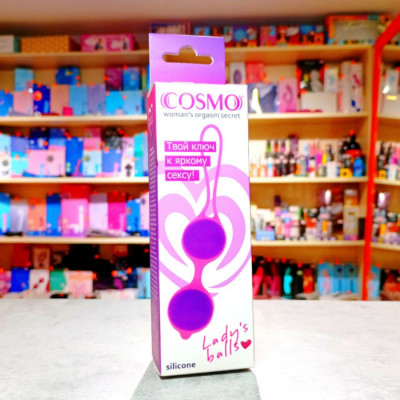 COSMO
woman's orgasm secret
Твой ключ
к яркому
сексу!
Lady's
balls
silicone